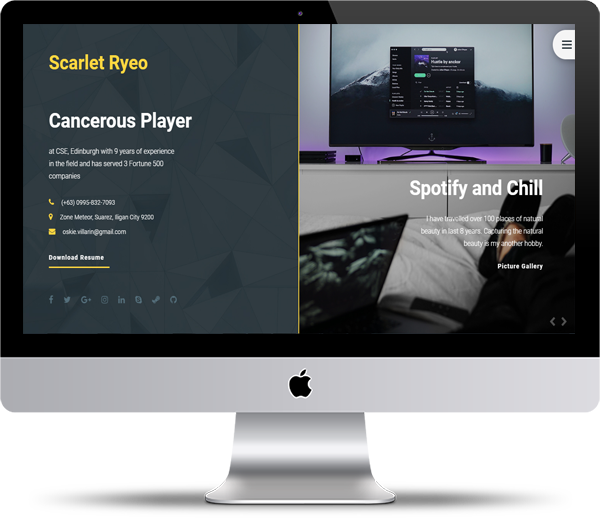 Scarlet Ryeo
Cancerous Player
at CSE, Edinburgh with 9 years of experience
in the field and has served 3 Fortune 500
companies
(+63) 0995-832-7093
Zone Meteor, Suarez, Iligan City 9200
oskie.villarin@gmail.com
Download Resume
Huelle by anckor
Spotify and Chill
I have travelled over 100 places of natural
beauty in last 8 years. Capturing the natural
beauty is my another hobby.
Picture Gallery